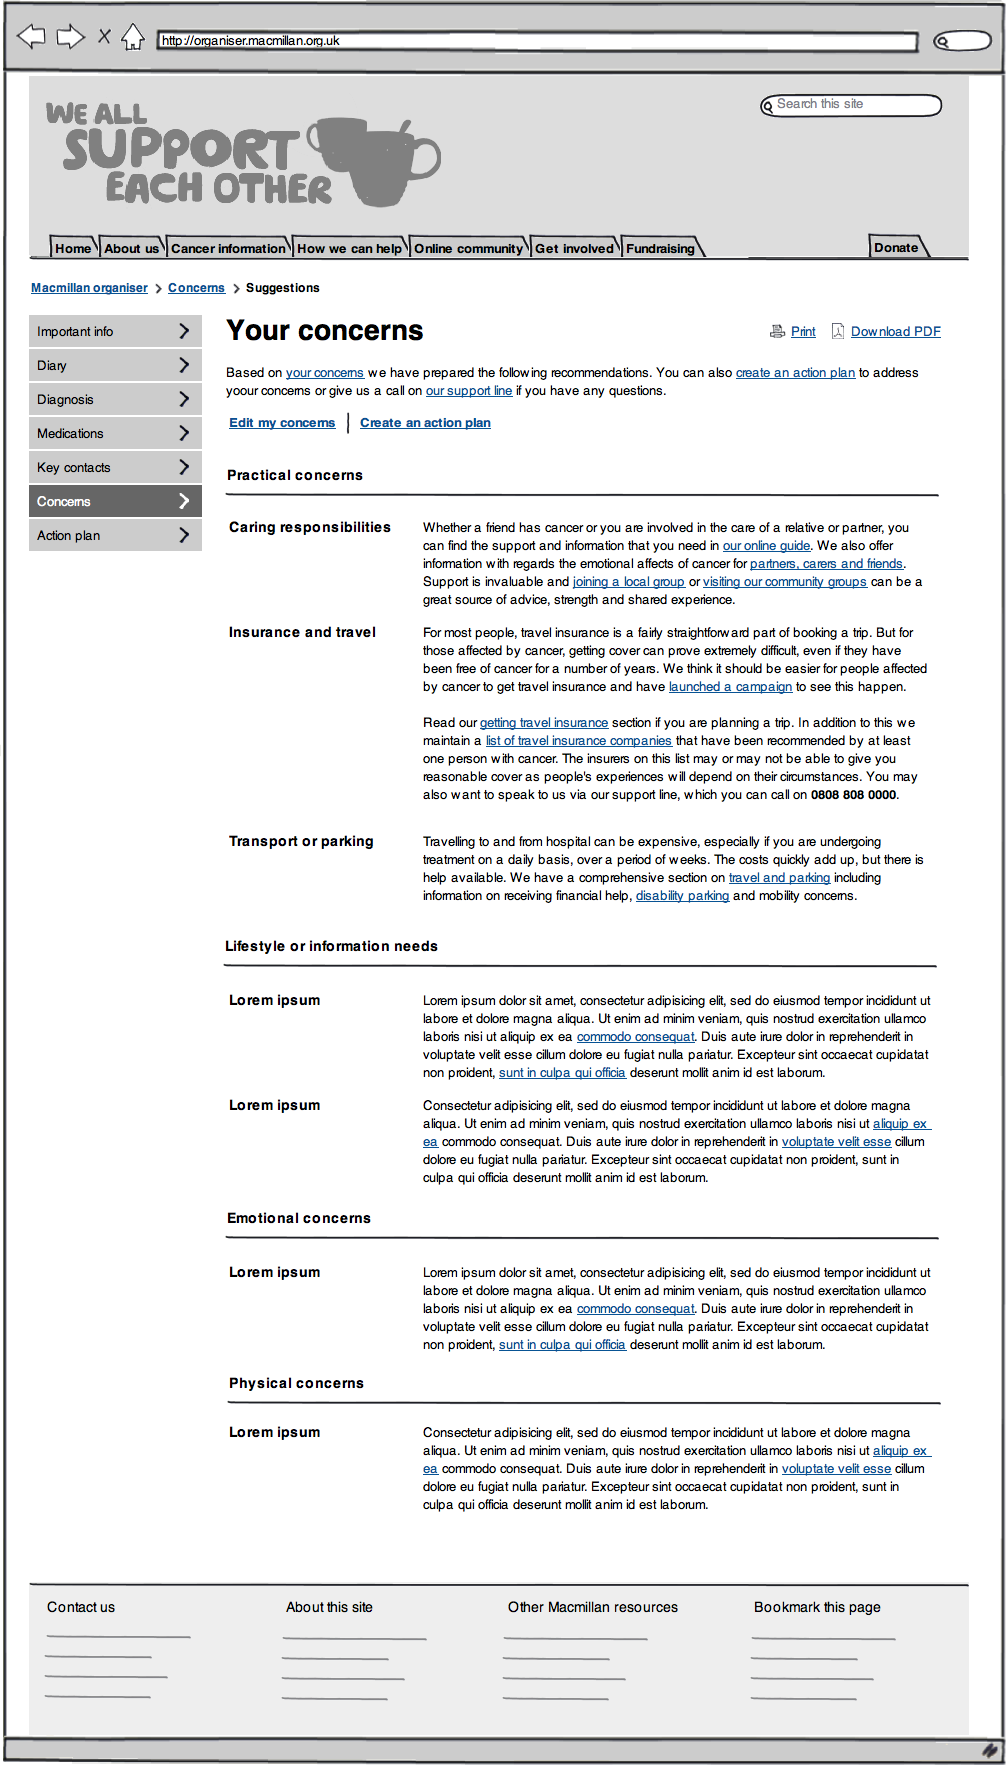 http://organiser.macmillan.org.uk
WE ALL
SUPPORT
EACH OTHER
Search this site
Home About us Cancer information How we can help Online community Get involved Fundraising Donate
Macmillan organiser > Concerns > Suggestions
Important info
Diary
Diagnosis
Medications
Key contacts
Concerns
Action plan
Your concerns
Print Download PDF
Based on your concerns we have prepared the following recommendations. You can also create an action plan to address
yoour concerns or give us a call on our support line if you have any questions.
Edit my concerns | Create an action plan
Practical concerns
Caring responsibilities
Whether a friend has cancer or you are involved in the care of a relative or partner, you
can find the support and information that you need in our online guide. We also offer
information with regards the emotional affects of cancer for partners, carers and friends.
Support is invaluable and joining a local group or visiting our community groups can be a
great source of advice, strength and shared experience.
Insurance and travel
For most people, travel insurance is a fairly straightforward part of booking a trip. But for
those affected by cancer, getting cover can prove extremely difficult, even if they have
been free of cancer for a number of years. We think it should be easier for people affected
by cancer to get travel insurance and have launched a campaign to see this happen.
Read our getting travel insurance section if you are planning a trip. In addition to this we
maintain a list of travel insurance companies that have been recommended by at least
one person with cancer. The insurers on this list may or may not be able to give you
reasonable cover as people's experiences will depend on their circumstances. You may
also want to speak to us via our support line, which you can call on 0808 808 0000.
Transport or parking
Travelling to and from hospital can be expensive, especially if you are undergoing
treatment on a daily basis, over a period of weeks. The costs quickly add up, but there is
help available. We have a comprehensive section on travel and parking including
information on receiving financial help, disability parking and mobility concerns.
Lifestyle or information needs
Lorem ipsum
Lorem ipsum dolor sit amet, consectetur adipisicing elit, sed do eiusmod tempor incididunt ut
labore et dolore magna aliqua. Ut enim ad minim veniam, quis nostrud exercitation ullamco
laboris nisi ut aliquip ex ea commodo consequat. Duis aute irure dolor in reprehenderit in
voluptate velit esse cillum dolore eu fugiat nulla pariatur. Excepteur sint occaecat cupidatat
non proident, sunt in culpa qui officia deserunt mollit anim id est laborum.
Lorem ipsum
Consectetur adipisicing elit, sed do eiusmod tempor incididunt ut labore et dolore magna
aliqua. Ut enim ad minim veniam, quis nostrud exercitation ullamco laboris nisi ut aliquip ex
ea commodo consequat. Duis aute irure dolor in reprehenderit in voluptate velit esse cillum
dolore eu fugiat nulla pariatur. Excepteur sint occaecat cupidatat non proident, sunt in
culpa qui officia deserunt mollit anim id est laborum.
Emotional concerns
Lorem ipsum
Lorem ipsum dolor sit amet, consectetur adipisicing elit, sed do eiusmod tempor incididunt ut
labore et dolore magna aliqua. Ut enim ad minim veniam, quis nostrud exercitation ullamco
laboris nisi ut aliquip ex ea commodo consequat. Duis aute irure dolor in reprehenderit in
voluptate velit esse cillum dolore eu fugiat nulla pariatur. Excepteur sint occaecat cupidatat
non proident, sunt in culpa qui officia deserunt mollit anim id est laborum.
Physical concerns
Lorem ipsum
Consectetur adipisicing elit, sed do eiusmod tempor incididunt ut labore et dolore magna
aliqua. Ut enim ad minim veniam, quis nostrud exercitation ullamco laboris nisi ut aliquip ex
ea commodo consequat. Duis aute irure dolor in reprehenderit in voluptate velit esse cillum
dolore eu fugiat nulla pariatur. Excepteur sint occaecat cupidatat non proident, sunt in
culpa qui officia deserunt mollit anim id est laborum.
Contact us
About this site
Other Macmillan resources
Bookmark this page